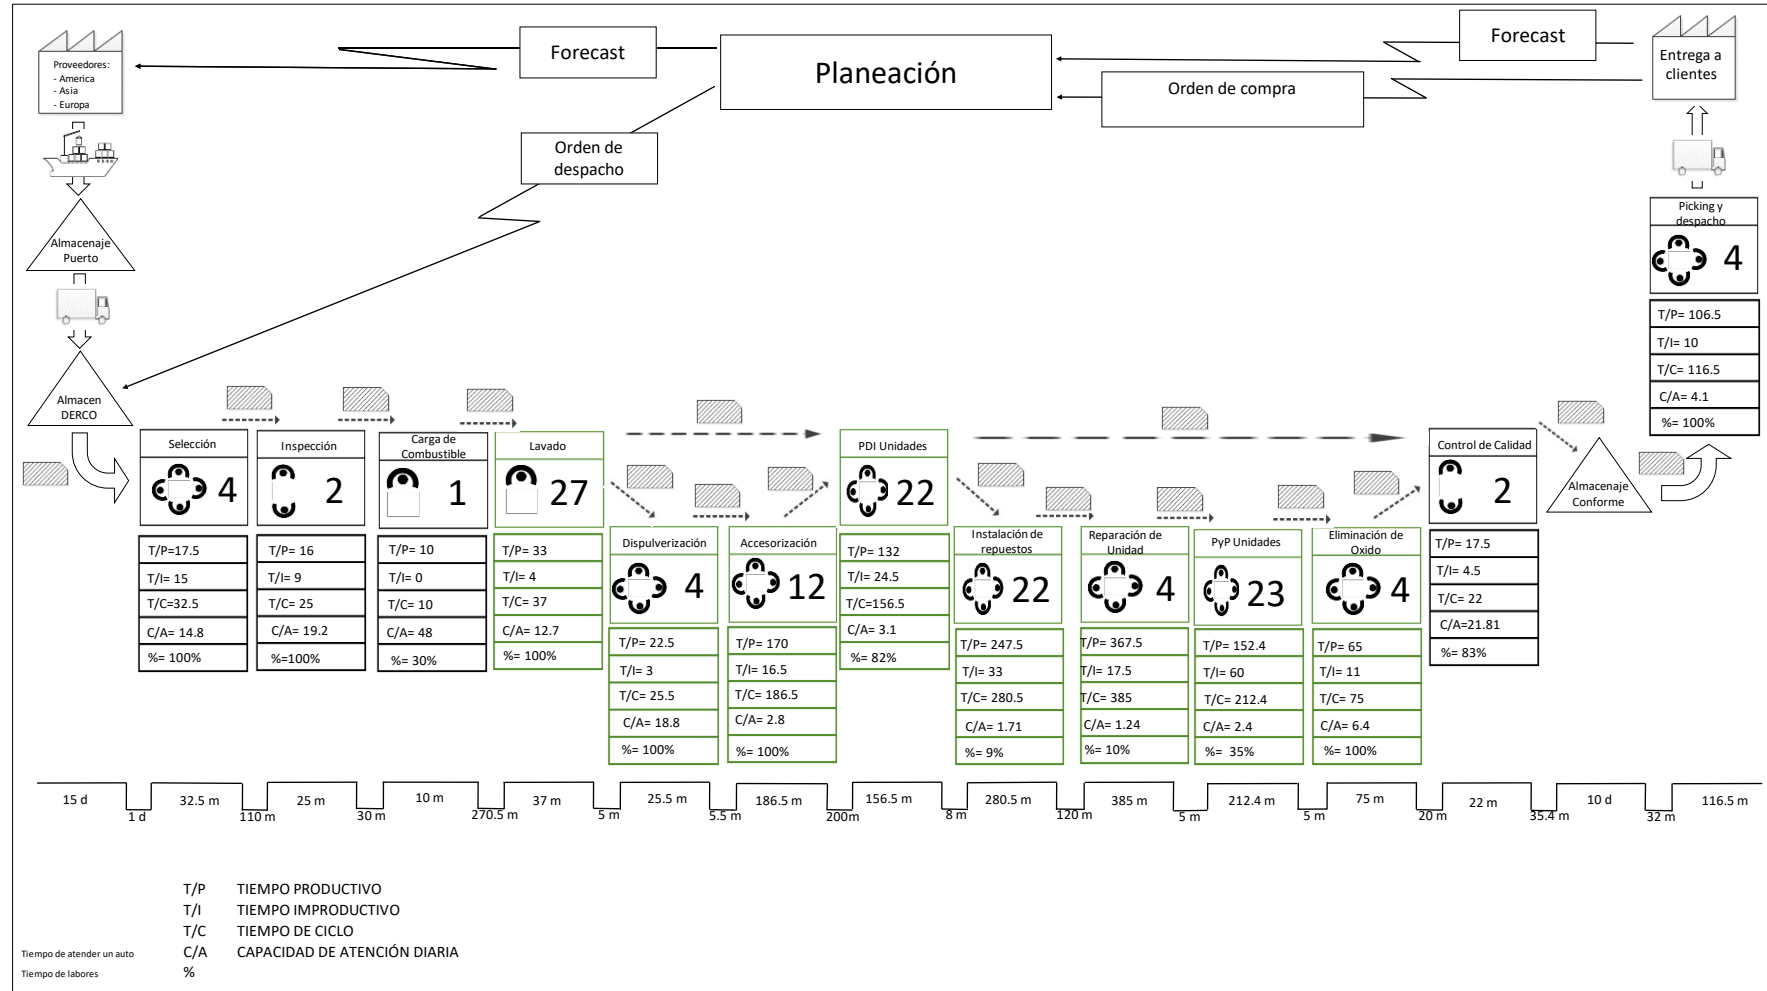 Proveedores:
- America
- Asia
- Europa
Forecast
Planeación
Forecast
Orden de compra
Entrega a
clientes
Orden de
despacho
Almacenaje
Puerto
Almacen
DERCO
Picking y
despacho
4
T/P= 106.5
T/I= 10
T/C= 116.5
C/A= 4.1
%= 100%
Selección
4
T/P=17.5
T/I= 15
T/C=32.5
C/A= 14.8
%= 100%
Inspección
2
T/P= 16
T/I= 9
T/C= 25
C/A= 19.2
%=100%
Carga de
Combustible
1
T/P= 10
T/I= 0
T/C= 10
C/A= 48
%= 30%
Lavado
27
T/P= 33
T/I= 4
T/C= 37
C/A= 12.7
%= 100%
Dispulverización
4
T/P= 22.5
T/I= 3
T/C= 25.5
C/A= 18.8
%= 100%
Accesorización
12
T/P= 170
T/I= 16.5
T/C= 186.5
C/A= 2.8
%= 100%
PDI Unidades
22
T/P= 132
T/I= 24.5
T/C=156.5
C/A= 3.1
%= 82%
Instalación de
repuestos
22
T/P= 247.5
T/I= 33
T/C= 280.5
C/A= 1.71
%= 9%
Reparación de
Unidad
4
T/P= 367.5
T/I= 17.5
T/C= 385
C/A= 1.24
%= 10%
PyP Unidades
23
T/P= 152.4
T/I= 60
T/C= 212.4
C/A= 2.4
%= 35%
Eliminación de
Oxido
4
T/P= 65
T/I= 11
T/C= 75
C/A= 6.4
%= 100%
Control de Calidad
2
T/P= 17.5
T/I= 4.5
T/C= 22
C/A=21.81
%= 83%
Almacenaje
Conforme
15 d
1 d
32.5 m
110 m
25 m
30 m
10 m
270.5 m
37 m
5 m
25.5 m
5.5 m
186.5 m
200m
156.5 m
8 m
280.5 m
120 m
385 m
5 m
212.4 m
5 m
75 m
20 m
22 m
35.4 m
10 d
32 m
116.5 m
T/P TIEMPO PRODUCTIVO
T/I TIEMPO IMPRODUCTIVO
T/C TIEMPO DE CICLO
Tiempo de atender un auto C/A CAPACIDAD DE ATENCIÓN DIARIA
Tiempo de labores %